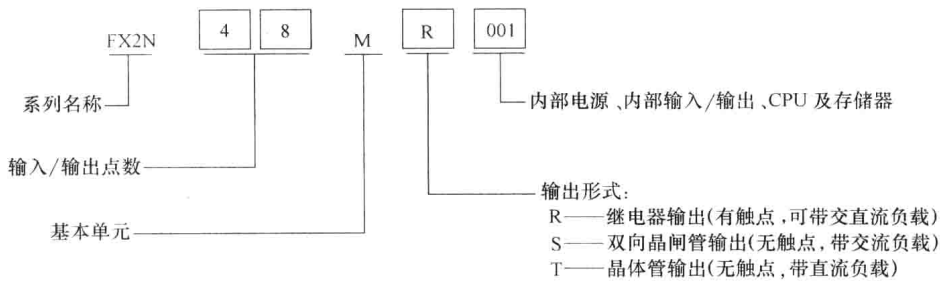 FX2N 4 8 M R 001
系列名称
内部电源、内部输入/输出、CPU 及存储器
输入/输出点数
输出形式:
R——继电器输出(有触点,可带交直流负载)
基本单元
S——双向晶闸管输出(无触点,带交流负载)
T——晶体管输出(无触点,带直流负载)